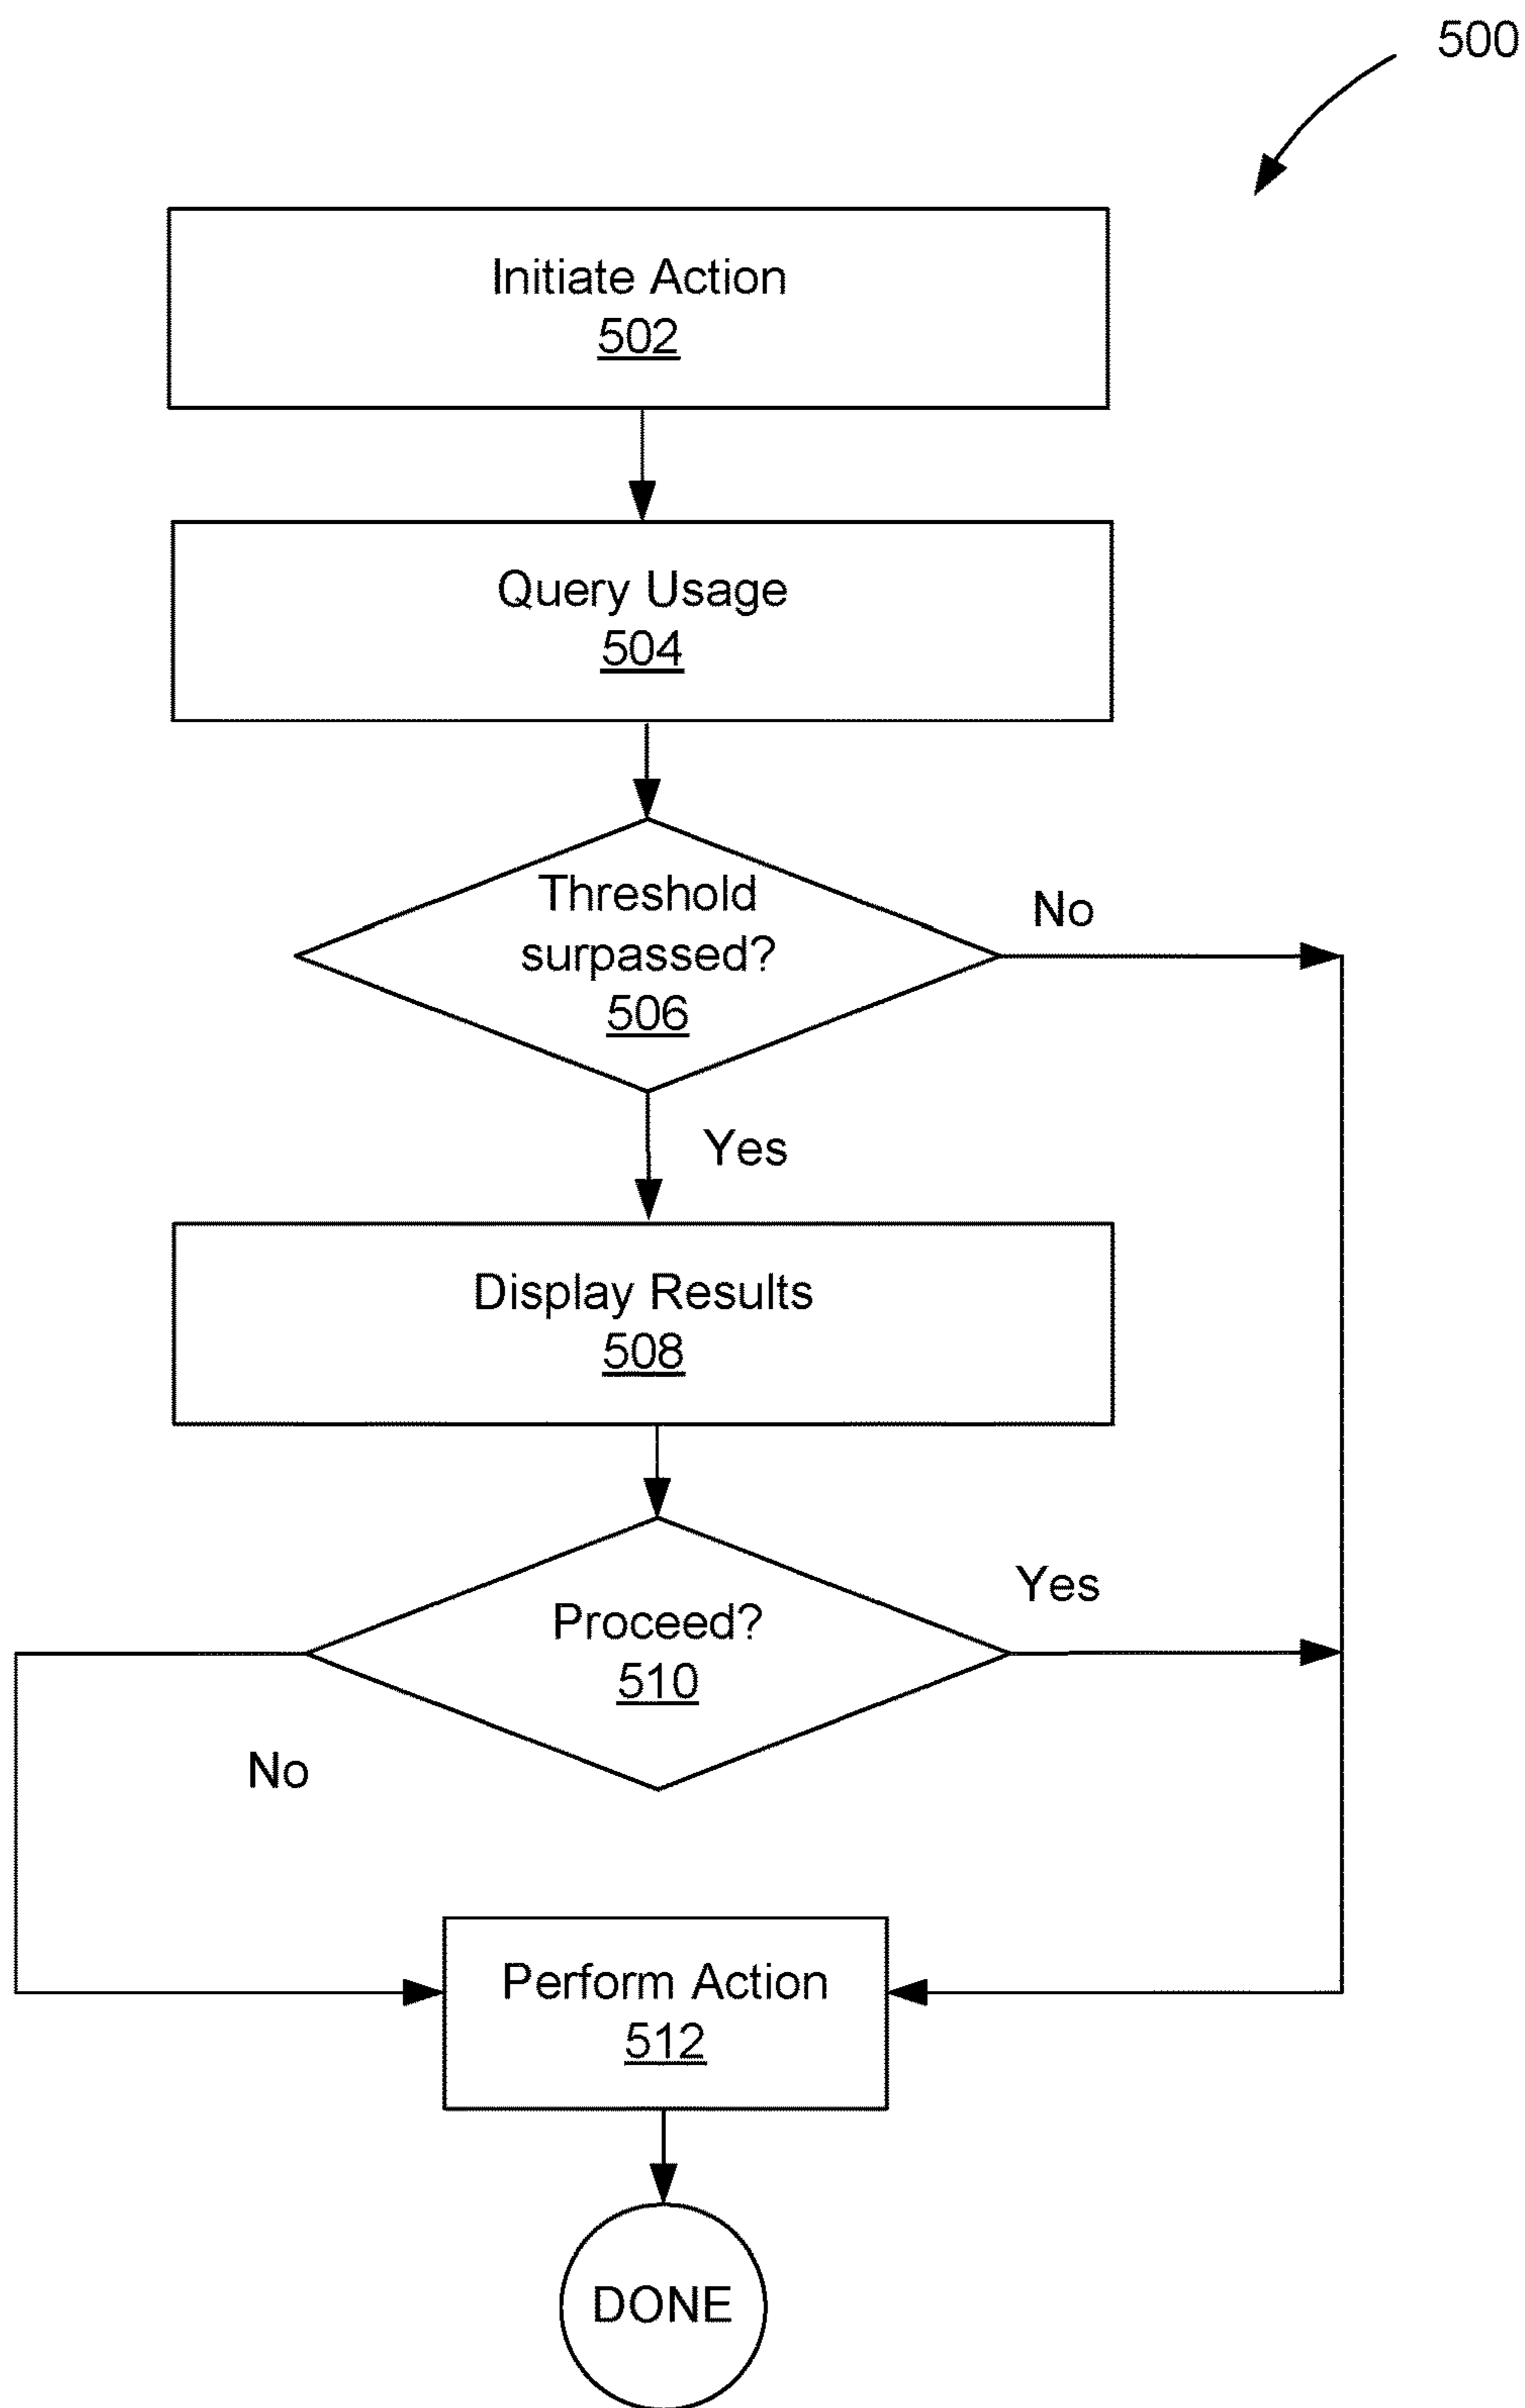 500
Initiate Action
502
Query Usage
504
Threshold
surpassed?
506
No
Yes
Display Results
508
Proceed?
510
Yes
No
Perform Action
512
DONE